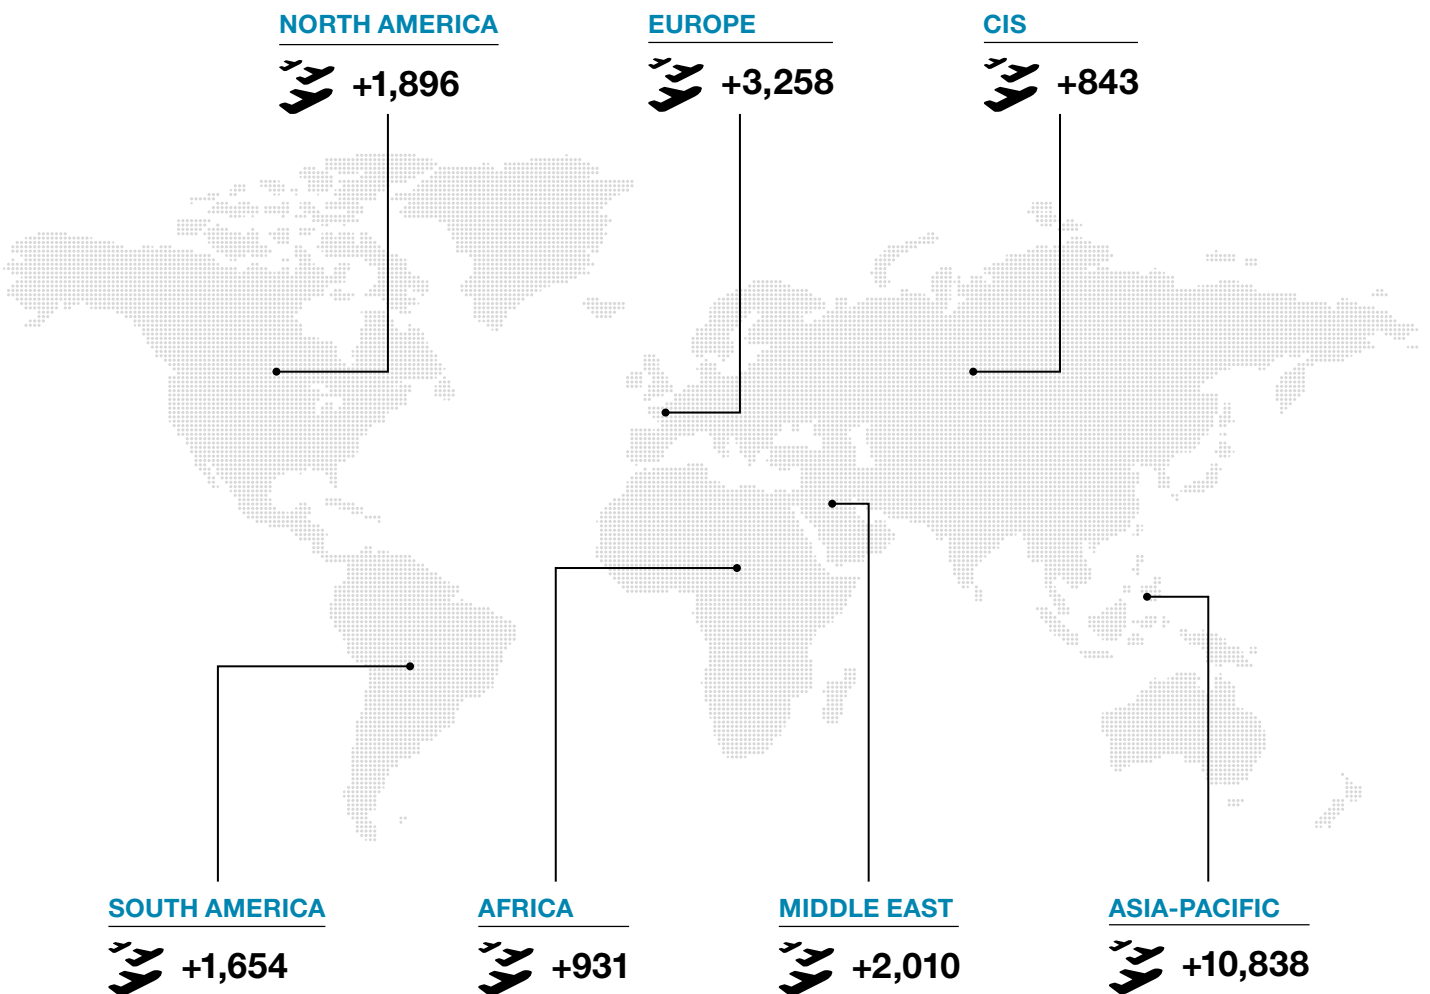 NORTH AMERICA
+1,896
EUROPE
+3,258
CIS
+843
SOUTH AMERICA
+1,654
AFRICA
+931
MIDDLE EAST
+2,010
ASIA-PACIFIC
+10,838